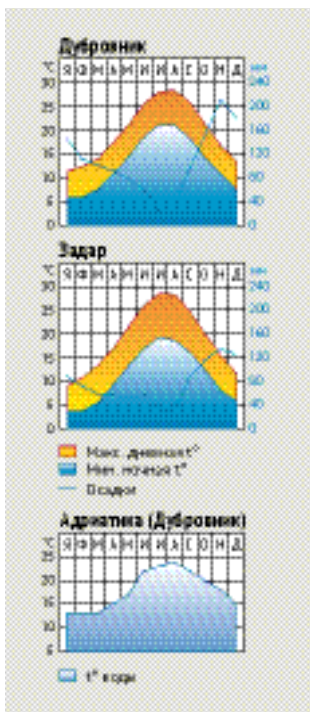 Дубровник
°C Я Ф М А М И И А С О Н Д мм
30 240
25 200
20 160
15 120
10 80
5 40
0 0
Задар
°C Я Ф М А М И И А С О Н Д мм
30 240
25 200
20 160
15 120
10 80
5 40
0 0
Макс. дневная t°
Мин. ночная t°
Осадки
Адриатика (Дубровник)
°C Я Ф М А М И И А С О Н Д
25
20
15
10
5
t° воды